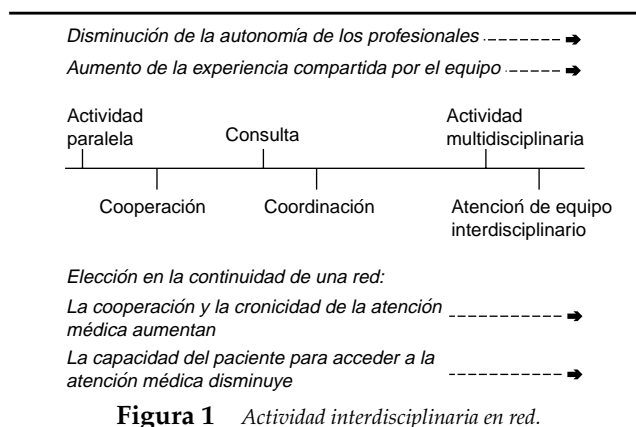 Disminución de la autonomía de los profesionales
Aumento de la experiencia compartida por el equipo
Actividad
paralela
Consulta
Actividad
multidisciplinaria
Cooperación
Coordinación
Atencioń de equipo
interdisciplinario
Elección en la continuidad de una red:
La cooperación y la cronicidad de la atención
médica aumentan
La capacidad del paciente para acceder a la
atención médica disminuye
Figura 1 Actividad interdisciplinaria en red.